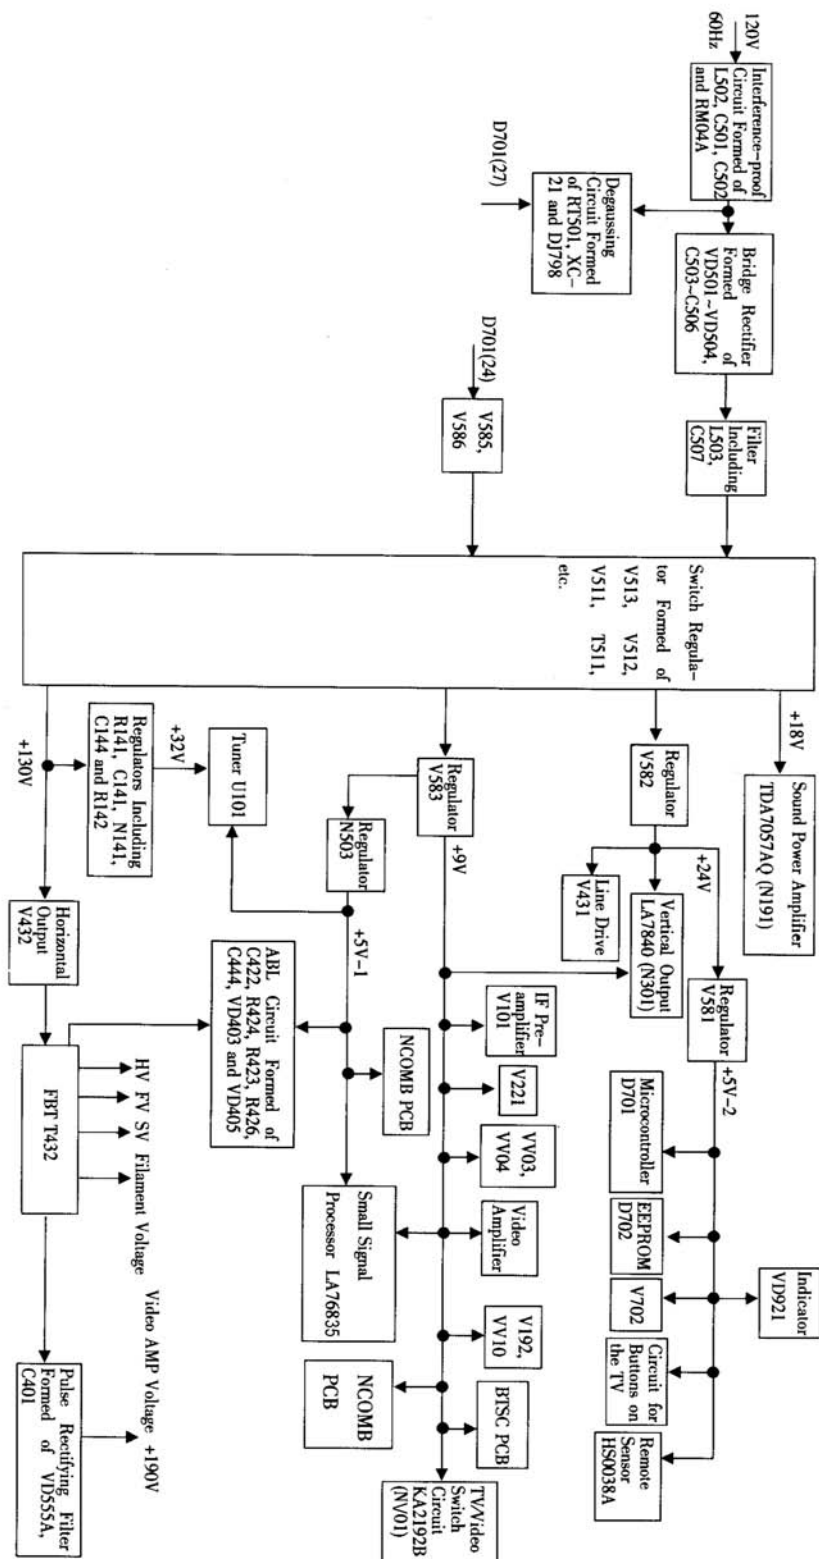 120V
60Hz
Interference-proof
Circuit Formed of
L502, C501, C502
and RM04A
Bridge Rectifier
Formed of
VD501~VD504,
C503~C506
Filter
Including
L503,
C507
D701(27)
Degaussing
Circuit Formed
of RT501, XC-
21 and DJ798
D701(24)
V585,
V586
Switch Regula-
tor Formed of
V513, V512,
V511, T511,
etc.
+18V
Sound Power Amplifier
TDA7057AQ (N191)
Regulator
V582
+24V
Line Drive
V431
Vertical Output
LA7840 (N301)
Regulator
V581
+5V-2
Microcontroller
D701
EEPROM
D702
V702
Circuit for
Buttons on
the TV
Remote
Sensor
HS0038A
Indicator
VD921
Regulator
V583
+9V
IF Pre-
amplifier
V101
V221
VV03,
VV04
Video
Amplifier
V192,
VV10
BTSC PCB
TV/Video
Switch
Circuit
KA2192B
(NV01)
NCOMB
PCB
Small Signal
Processor LA76835
Regulator
N503
+5V-1
NCOMB PCB
ABL Circuit Formed of
C422, R424, R423, R426,
C444, VD403 and VD405
Tuner U101
+32V
Regulators Including
R141, C141, N141,
C144 and R142
+130V
Horizontal
Output
V432
FBT T432
HV
FV
SV
Filament Voltage
Video AMP Voltage +190V
Pulse Rectifying Filter
Formed of VD555A,
C401